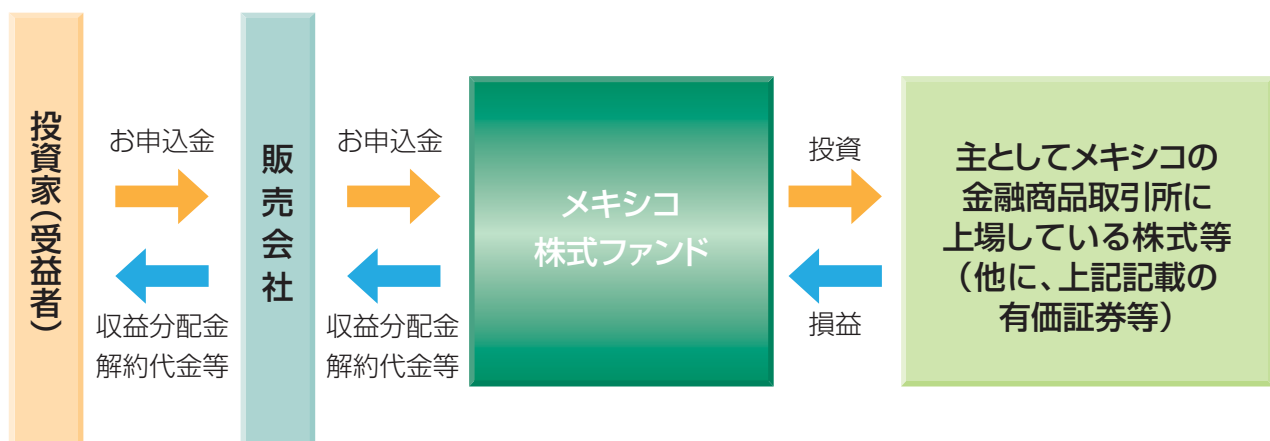 投資家(受益者)
お申込金
収益分配金
解約代金等
販売会社
お申込金
収益分配金
解約代金等
メキシコ
株式ファンド
投資
損益
主としてメキシコの
金融商品取引所に
上場している株式等
(他に、上記記載の
有価証券等)